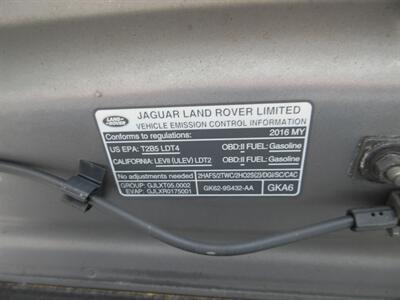 LAND ROVER
JAGUAR LAND ROVER LIMITED
VEHICLE EMISSION CONTROL INFORMATION
Conforms to regulations: 2016 MY
US EPA: T2B5 LDT4 OBD:II FUEL: Gasoline
CALIFORNIA: LEVII (ULEV) LDT2 OBD:II FUEL: Gasoline
No adjustments needed 2HAFS/2TWC/2HO2S(2)/DGI/SC/CAC
GROUP: GJLXT05.0002
EVAP: GJLXR0175001
GK62-9S432-AA
GKA6